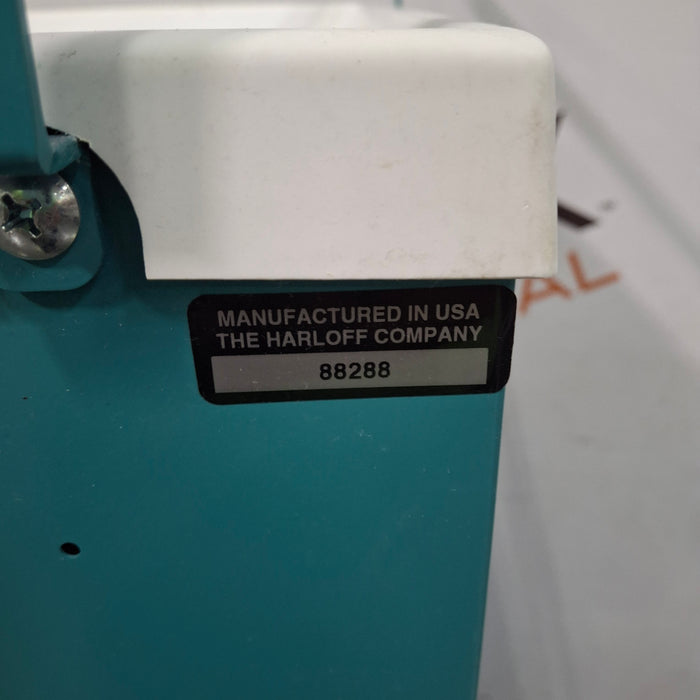 MANUFACTURED IN USA
THE HARLOFF COMPANY
88288